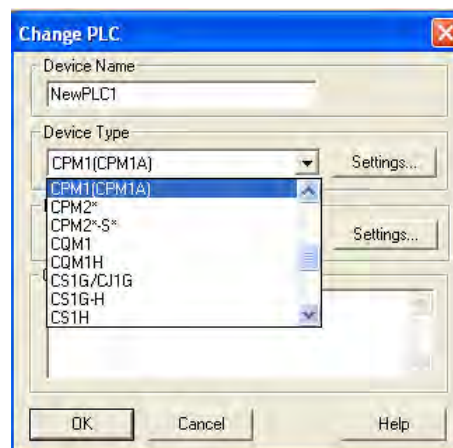 Change PLC
Device Name
NewPLC1
Device Type
CPM1(CPM1A)
Settings...
CPM1(CPM1A)
CPM2*
CPM2*-S*
CQM1
Settings...
CQM1H
CS1G/CJ1G
CS1G-H
CS1H
OK
Cancel
Help